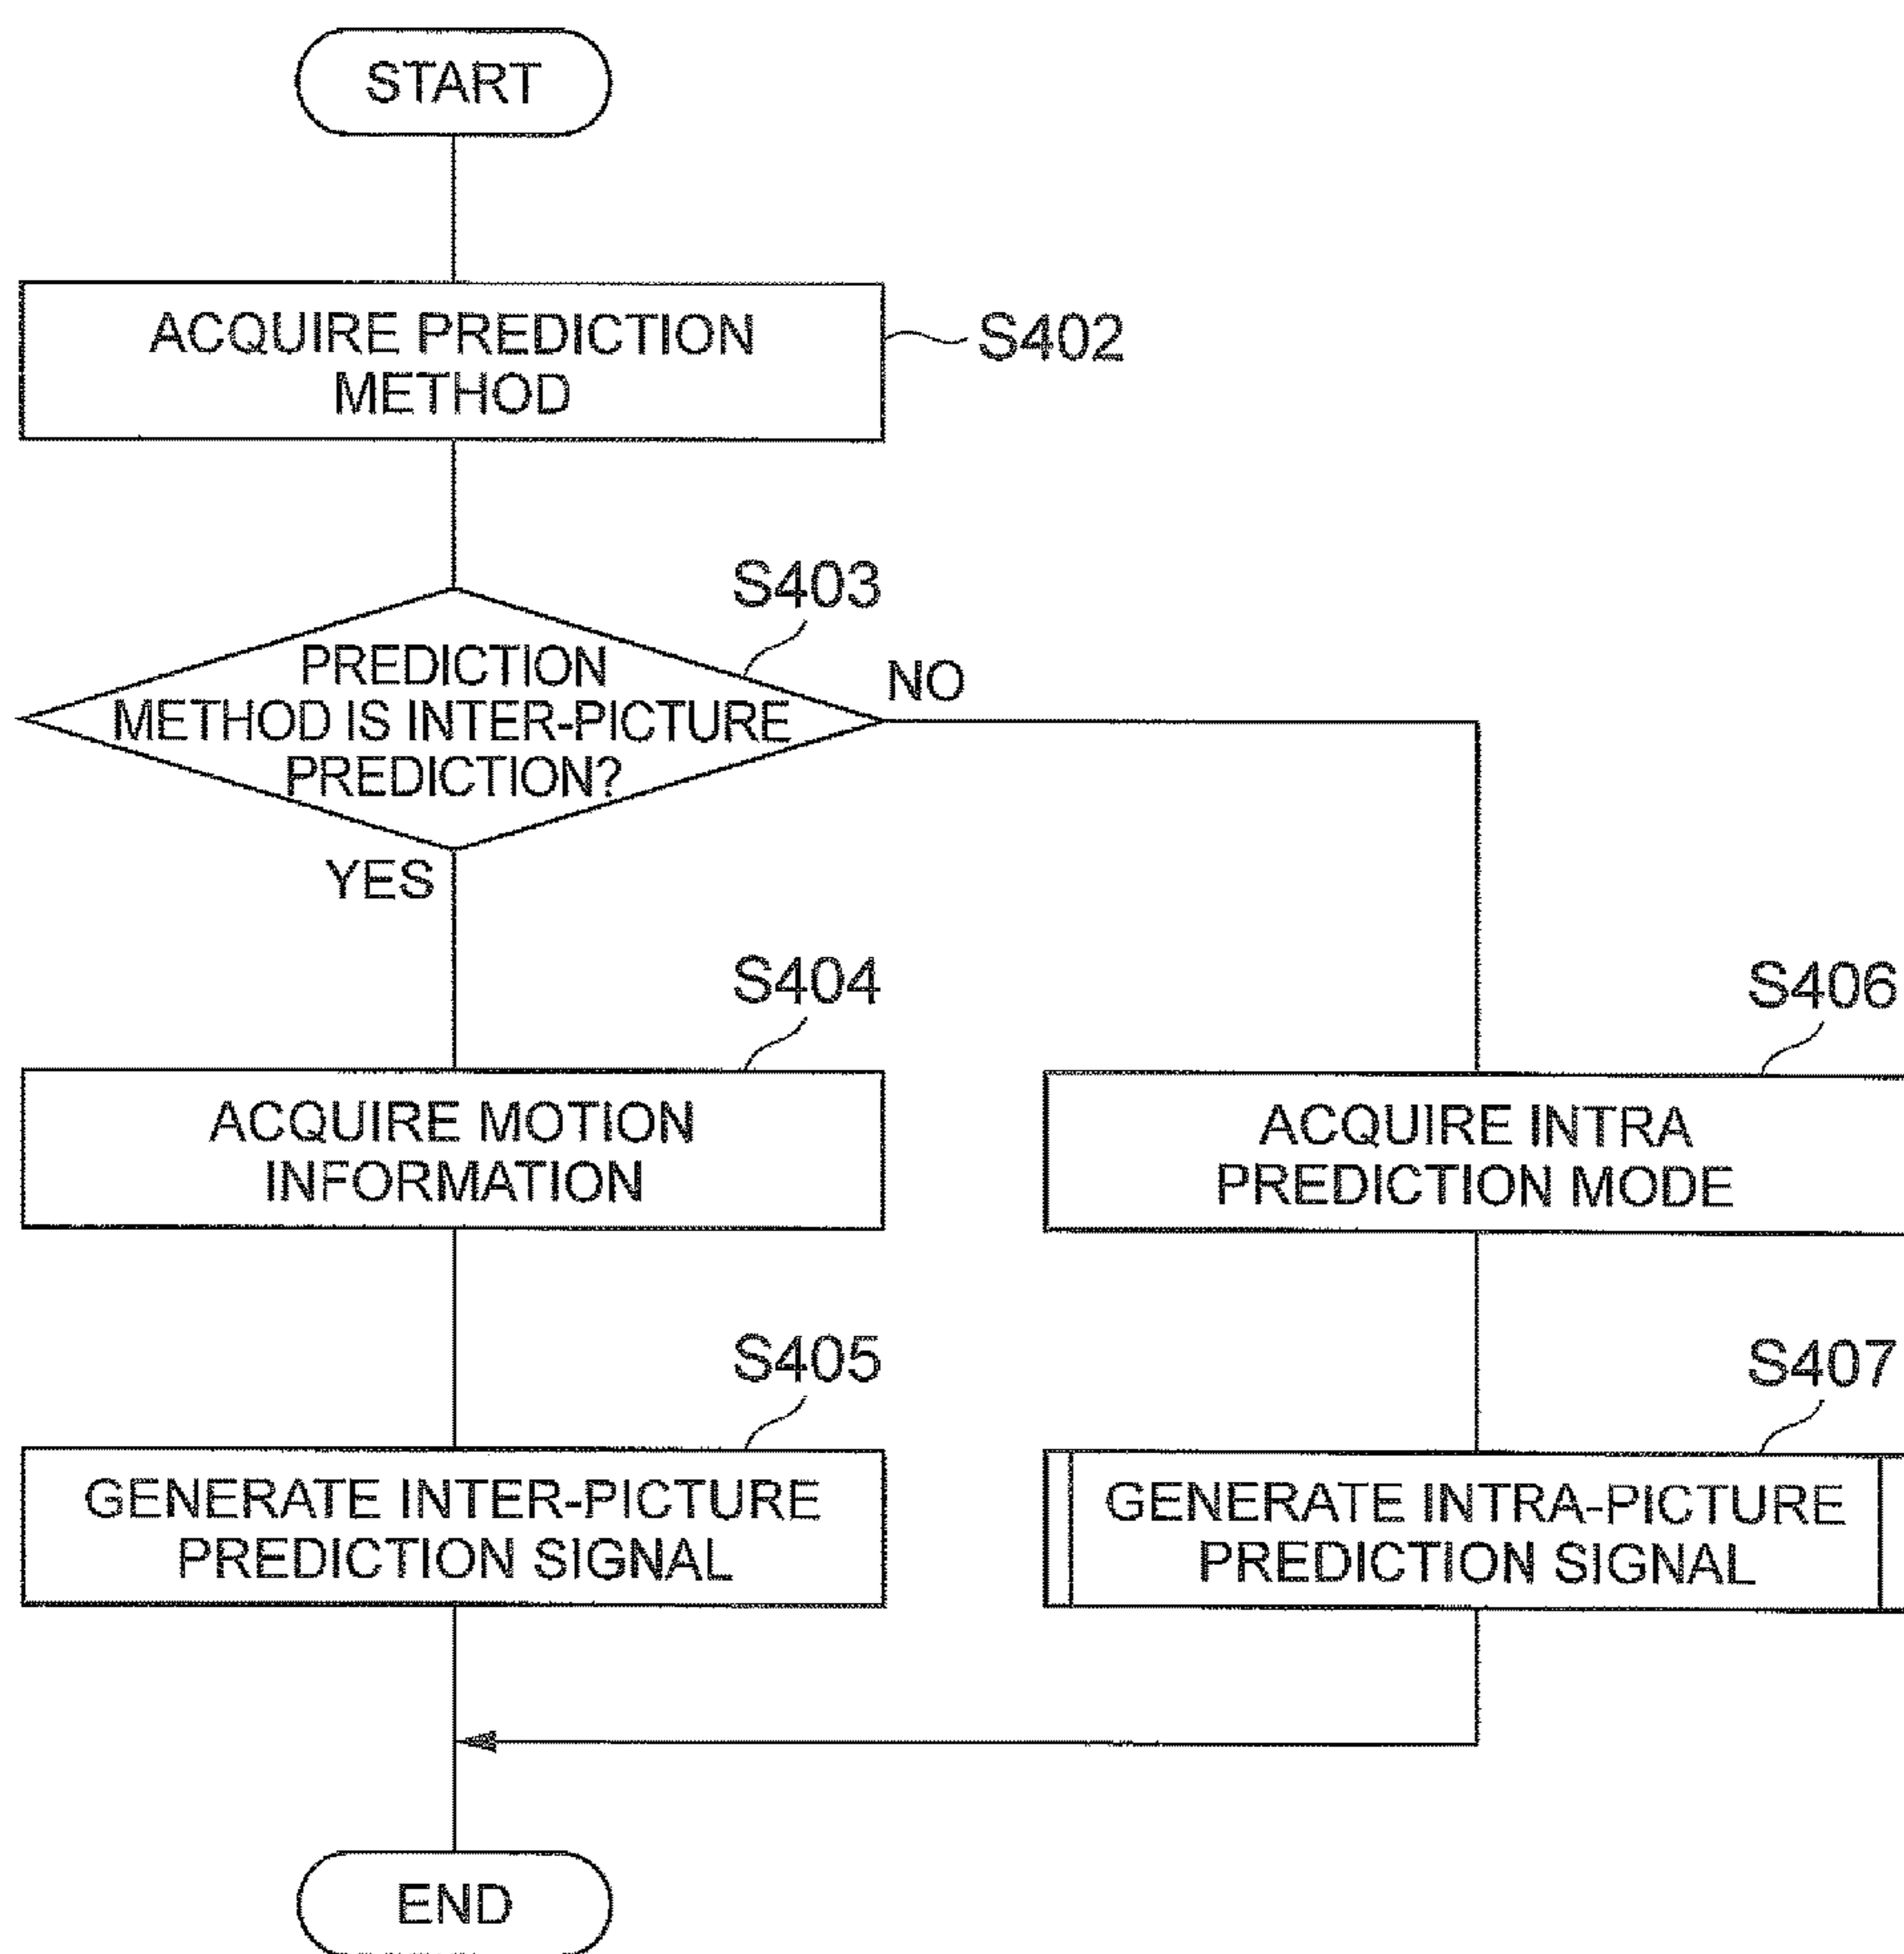 START
ACQUIRE PREDICTION
METHOD
S402
S403
PREDICTION
METHOD IS INTER-PICTURE
PREDICTION?
NO
YES
S404
ACQUIRE MOTION
INFORMATION
S406
ACQUIRE INTRA
PREDICTION MODE
S405
GENERATE INTER-PICTURE
PREDICTION SIGNAL
S407
GENERATE INTRA-PICTURE
PREDICTION SIGNAL
END